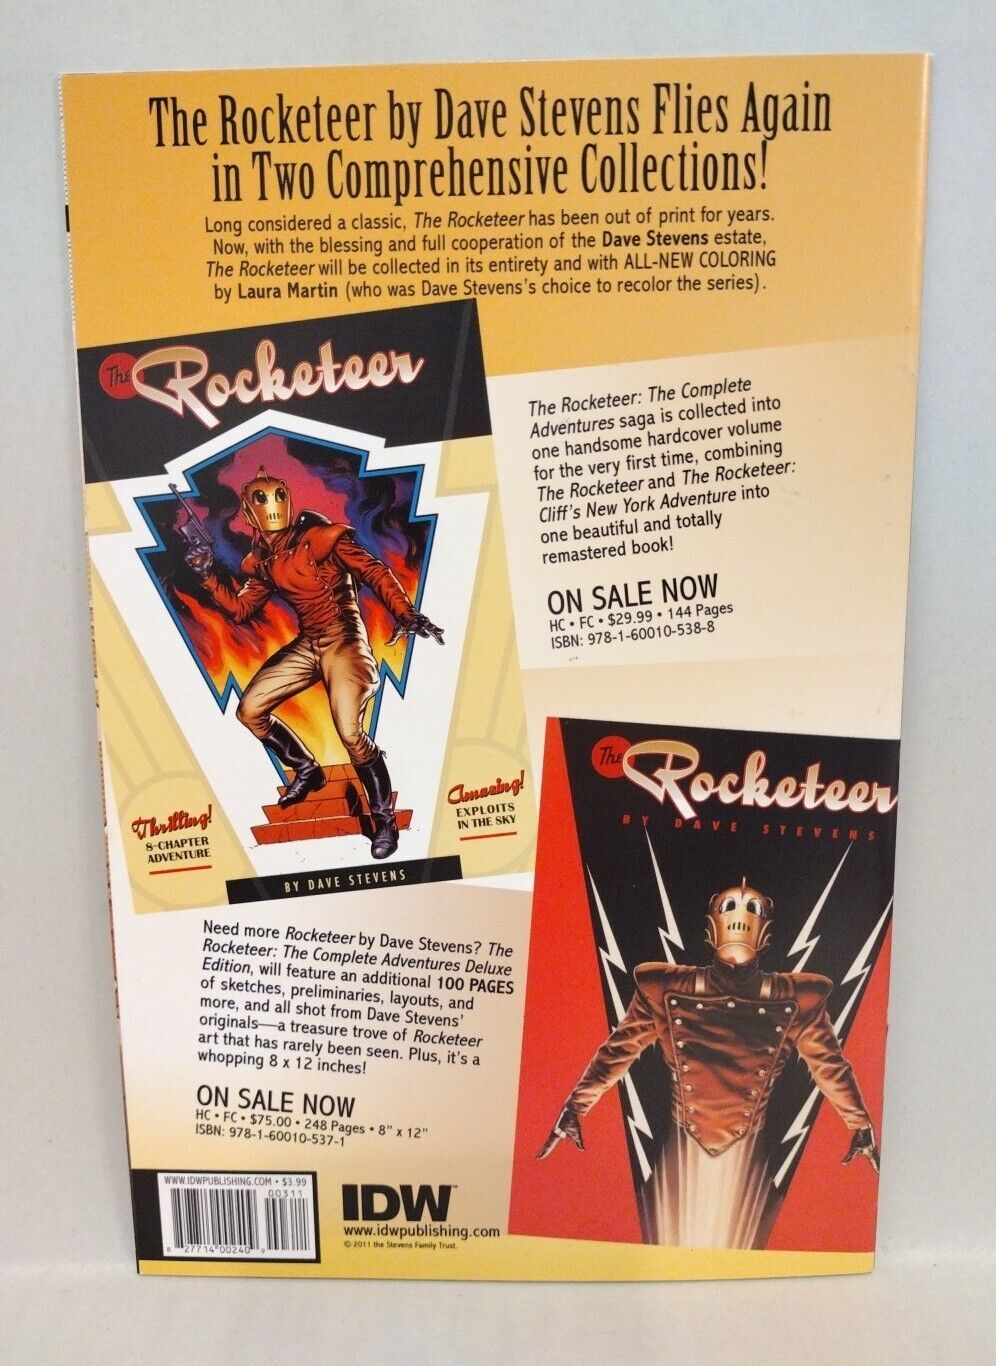 The Rocketeer by Dave Stevens Flies Again
in Two Comprehensive Collections!
Long considered a classic, The Rocketeer has been out of print for years.
Now, with the blessing and full cooperation of the Dave Stevens estate,
The Rocketeer will be collected in its entirety and with ALL-NEW COLORING
by Laura Martin (who was Dave Stevens's choice to recolor the series).
The Rocketeer
Thrilling!
8-CHAPTER
ADVENTURE
Amazing!
EXPLOITS
IN THE SKY
BY DAVE STEVENS
The Rocketeer: The Complete
Adventures saga is collected into
one handsome hardcover volume
for the very first time, combining
The Rocketeer and The Rocketeer:
Cliff's New York Adventure into
one beautiful and totally
remastered book!
ON SALE NOW
HC • FC • $29.99 • 144 Pages
ISBN: 978-1-60010-538-8
The Rocketeer
BY DAVE STEVENS
Need more Rocketeer by Dave Stevens? The
Rocketeer: The Complete Adventures Deluxe
Edition, will feature an additional 100 PAGES
of sketches, preliminaries, layouts, and
more, and all shot from Dave Stevens'
originals—a treasure trove of Rocketeer
art that has rarely been seen. Plus, it's a
whopping 8 x 12 inches!
ON SALE NOW
HC • FC • $75.00 • 248 Pages • 8" x 12"
ISBN: 978-1-60010-537-1
WWW.IDWPUBLISHING.COM • $3.99
00311
8 27714 00240 9
IDW™
www.idwpublishing.com
© 2011 the Stevens Family Trust.